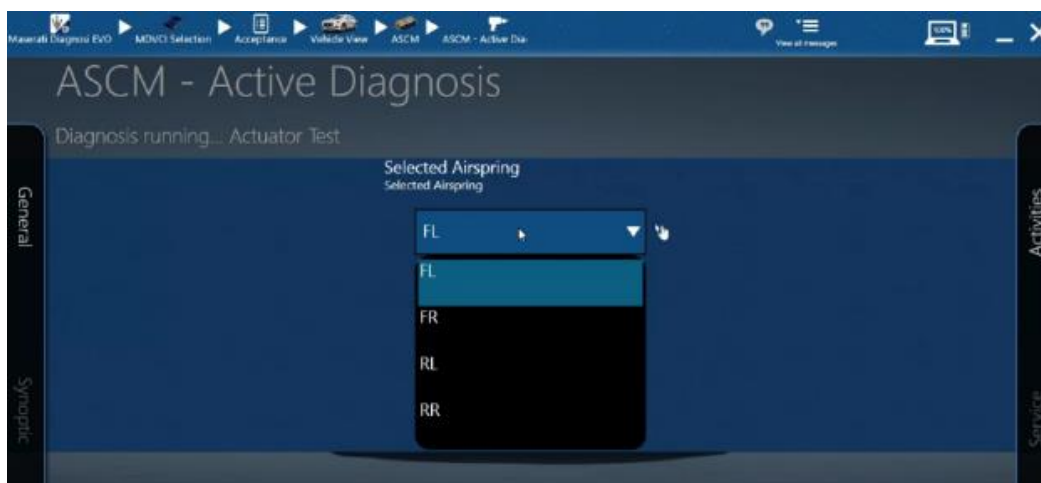 Maserati Diagnosi EVO
MDVCI Selection
Acceptance
Vehicle View
ASCM
ASCM - Active Dia-
View all messages
100%
ASCM - Active Diagnosis
Diagnosis running... Actuator Test
General
Synoptic
Selected Airspring
Selected Airspring
FL
FL
FR
RL
RR
Activities
Service